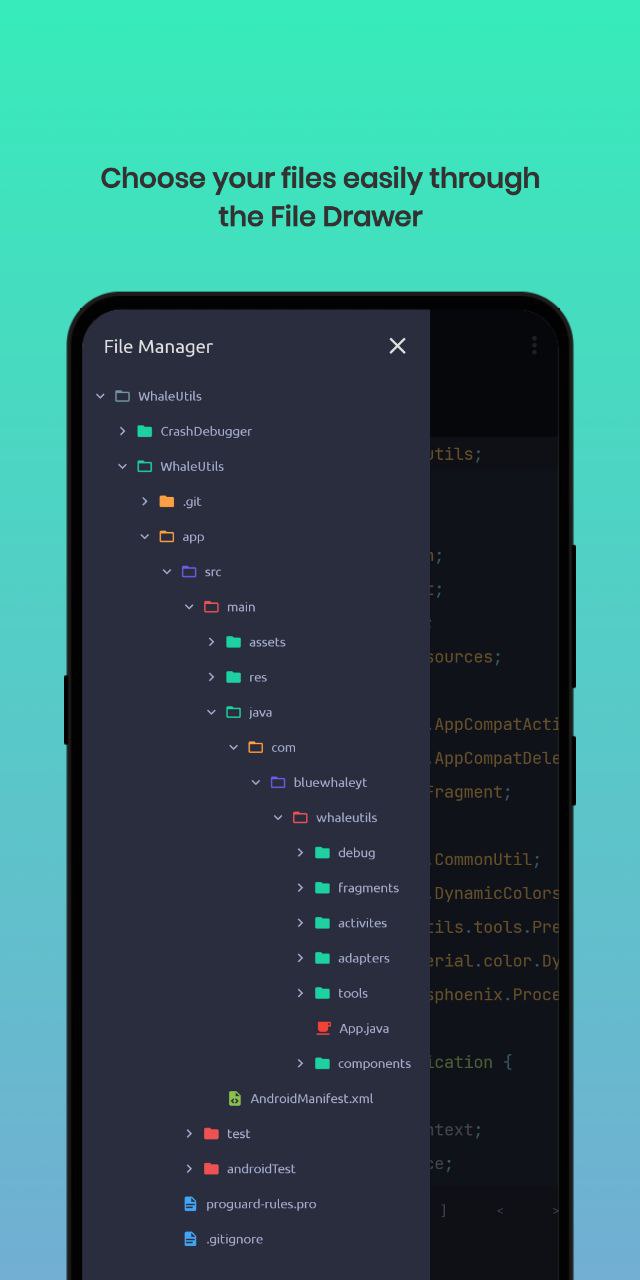 Choose your files easily through
the File Drawer
File Manager
WhaleUtils
CrashDebugger
WhaleUtils
utils;
.git
app
;
src
;
main
;
assets
sources;
res
java
.AppCompatActi
com
.AppCompatDele
bluewhaleyt
Fragment;
whaleutils
debug
.CommonUtil;
fragments
.DynamicColors
activites
tils.tools.Pre
adapters
erial.color.Dy
tools
sphoenix.Proce
App.java
components
ication {
AndroidManifest.xml
ntext;
test
ce;
androidTest
proguard-rules.pro
] < >
.gitignore